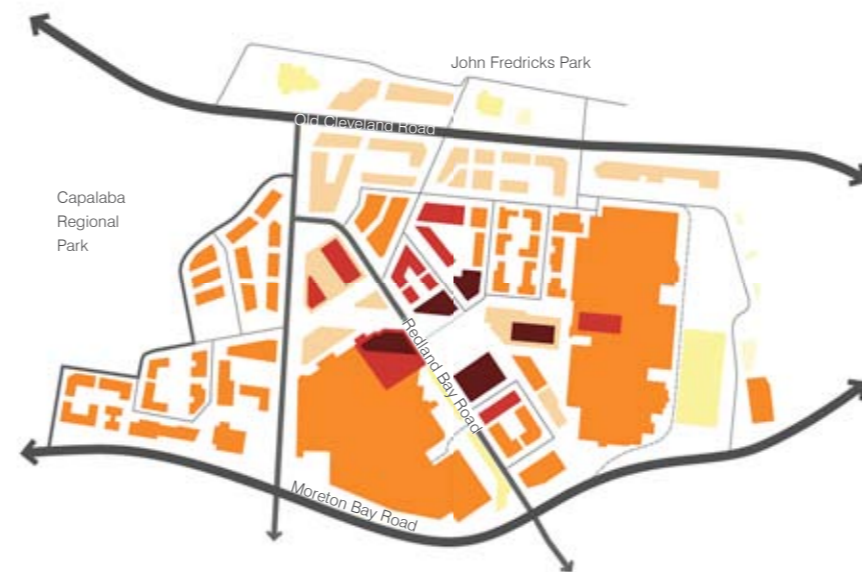 John Fredricks Park
Old Cleveland Road
Capalaba
Regional
Park
Redland Bay Road
Moreton Bay Road